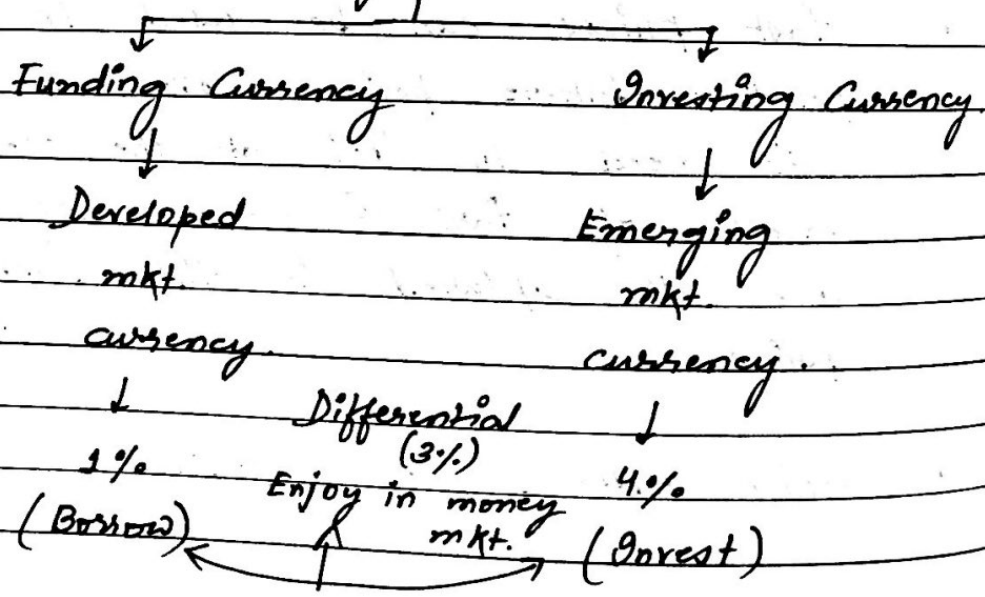 Funding Currency Investing Currency
Developed Emerging
mkt. mkt.
currency. currency.
Differential
(3%)
1% 4%
Enjoy in money
mkt.
(Borrow) (Invest)